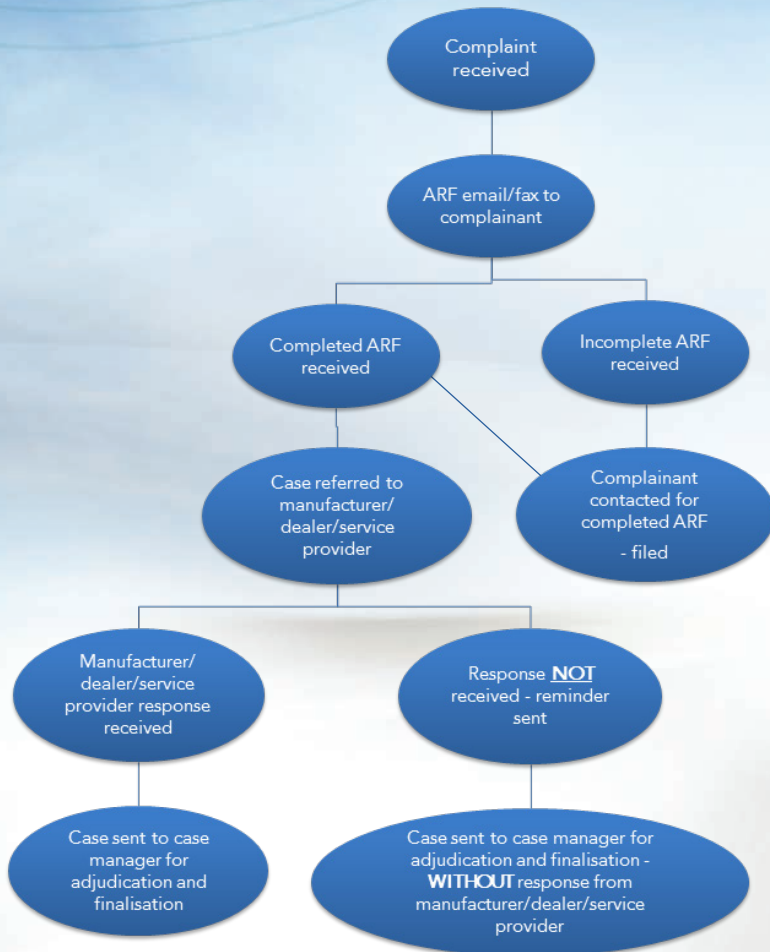 Complaint
received
ARF email/fax to
complainant
Completed ARF
received
Incomplete ARF
received
Case referred to
manufacturer/
dealer/service
provider
Complainant
contacted for
completed ARF
- filed
Manufacturer/
dealer/service
provider response
received
Response NOT
received - reminder
sent
Case sent to case
manager for
adjudication and
finalisation
Case sent to case manager for
adjudication and finalisation -
WITHOUT response from
manufacturer/dealer/service
provider